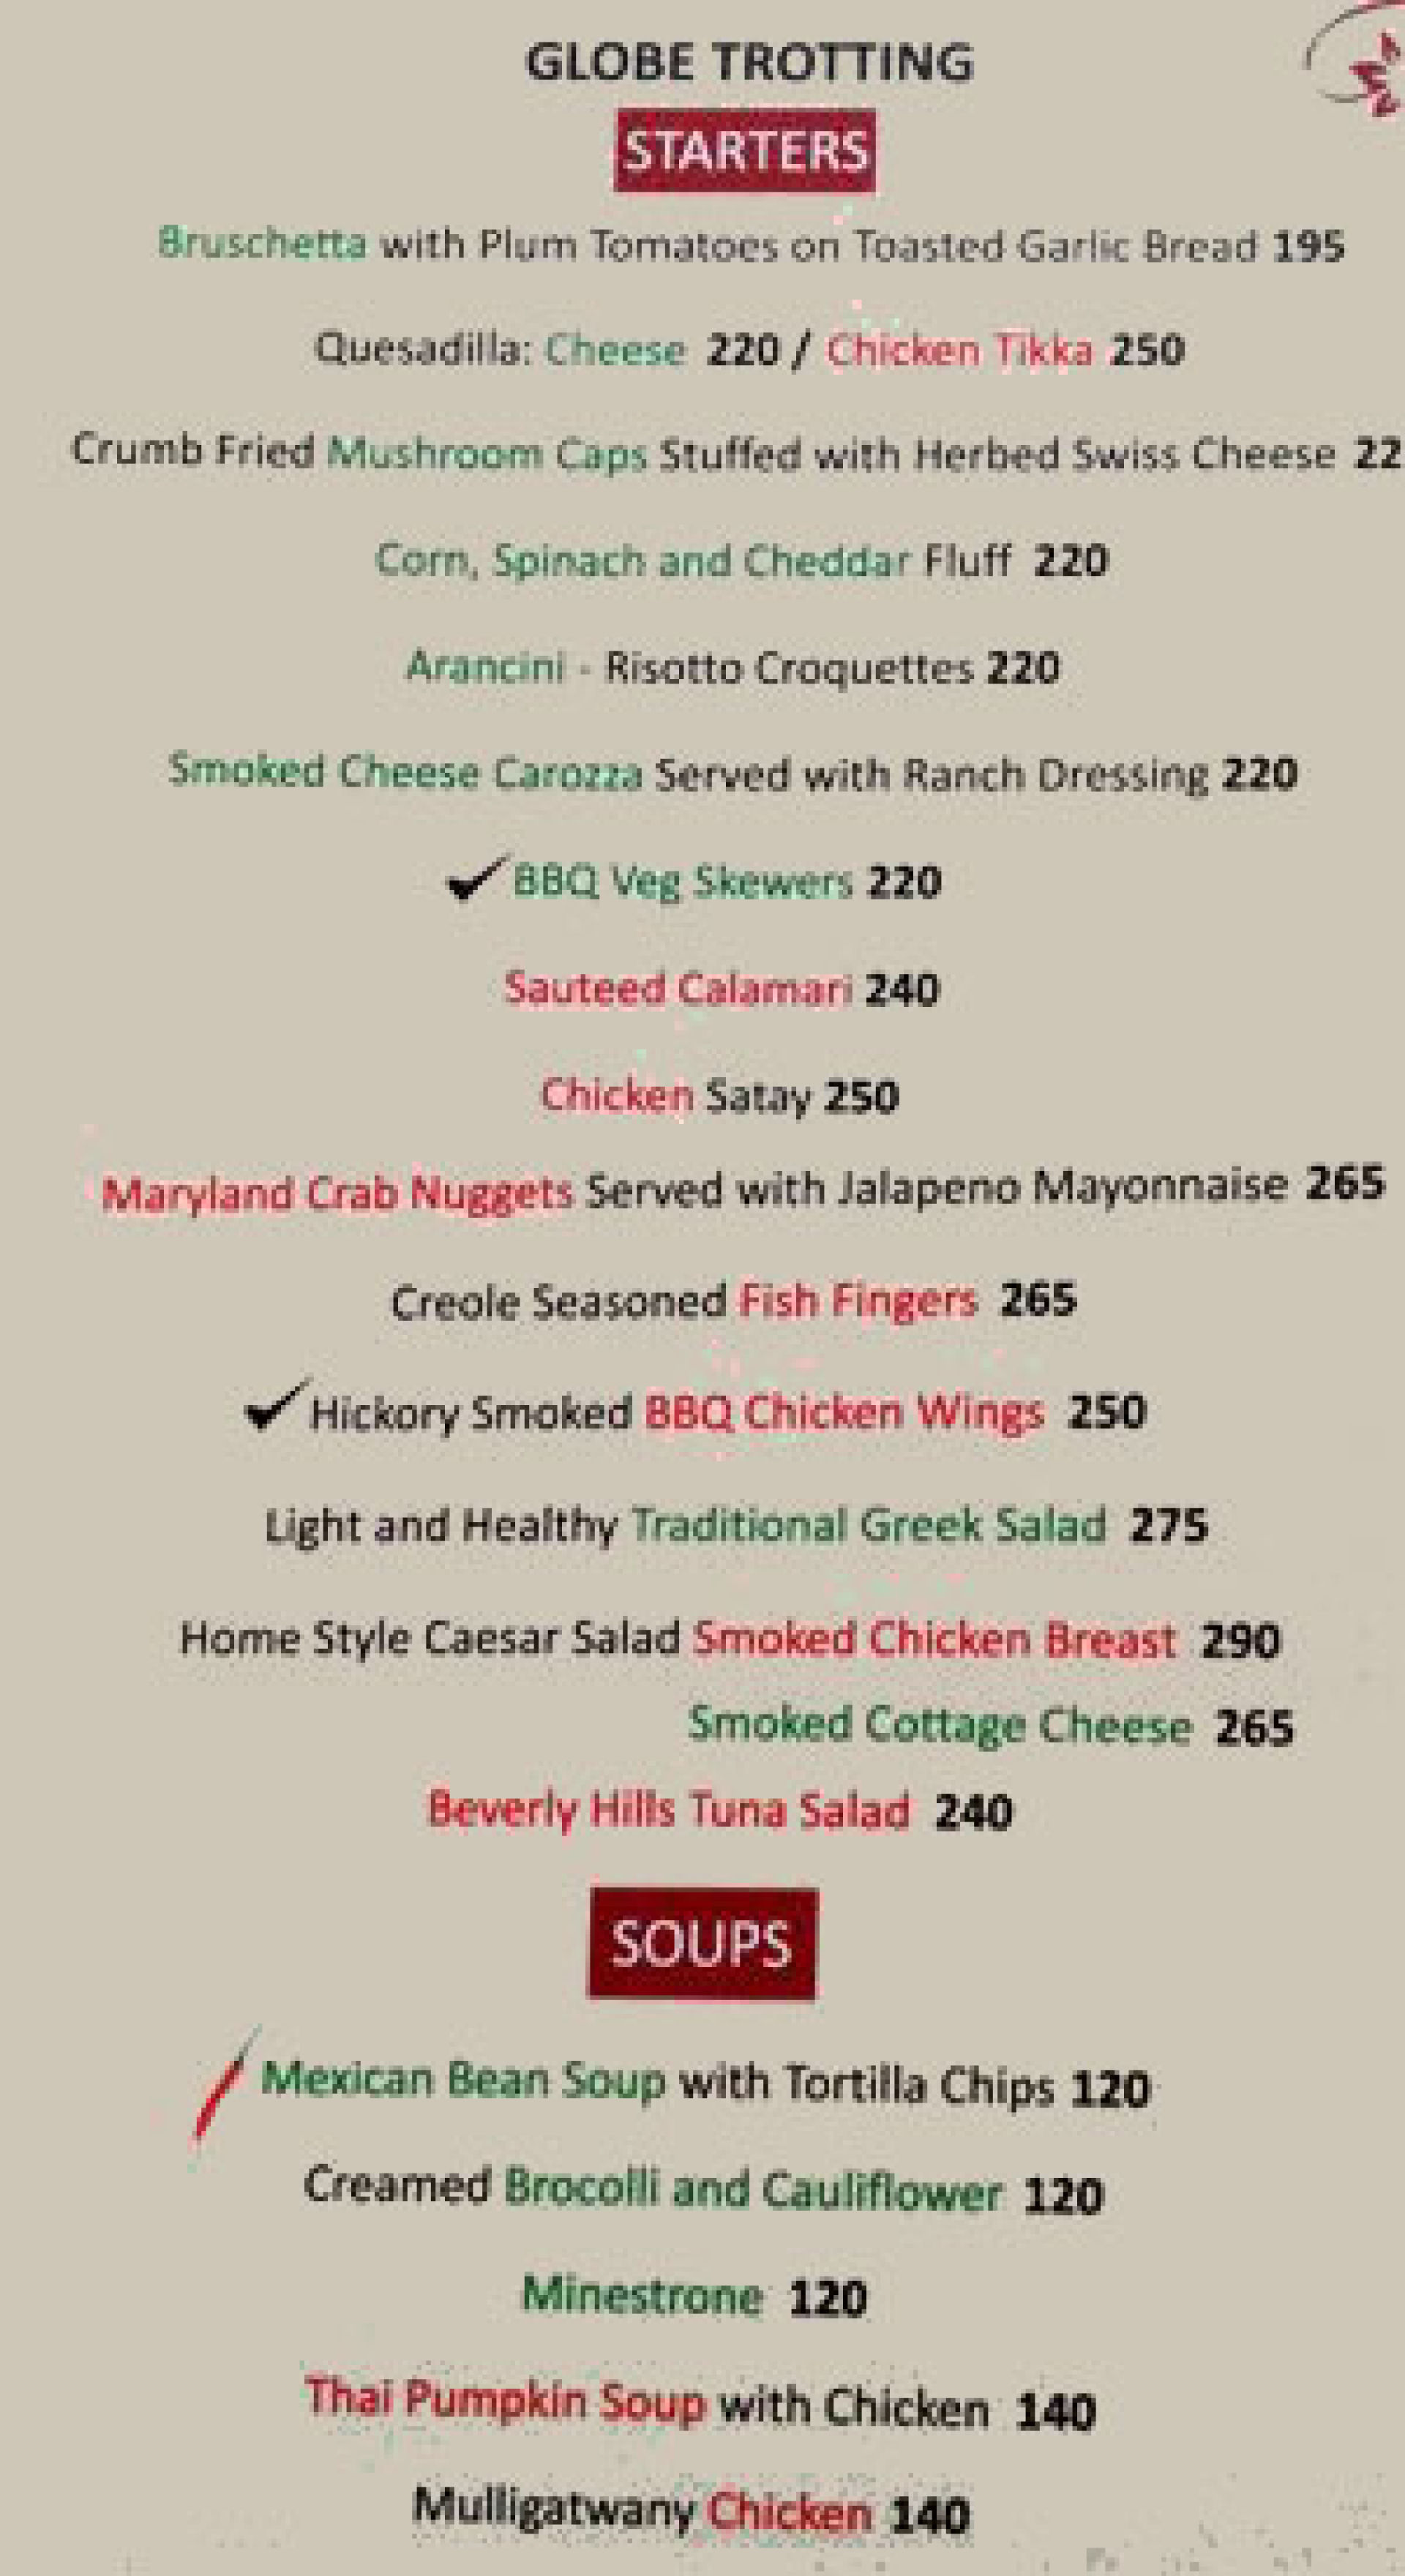 GLOBE TROTTING
STARTERS
Bruschetta with Plum Tomatoes on Toasted Garlic Bread 195
Quesadilla: Cheese 220 / Chicken Tikka 250
Crumb Fried Mushroom Caps Stuffed with Herbed Swiss Cheese 22
Corn, Spinach and Cheddar Fluff 220
Arancini - Risotto Croquettes 220
Smoked Cheese Carozza Served with Ranch Dressing 220
BBQ Veg Skewers 220
Sauteed Calamari 240
Chicken Satay 250
Maryland Crab Nuggets Served with Jalapeno Mayonnaise 265
Creole Seasoned Fish Fingers 265
Hickory Smoked BBQ Chicken Wings 250
Light and Healthy Traditional Greek Salad 275
Home Style Caesar Salad Smoked Chicken Breast 290
Smoked Cottage Cheese 265
Beverly Hills Tuna Salad 240
SOUPS
Mexican Bean Soup with Tortilla Chips 120
Creamed Brocolli and Cauliflower 120
Minestrone 120
Thai Pumpkin Soup with Chicken 140
Mulligatwany Chicken 140